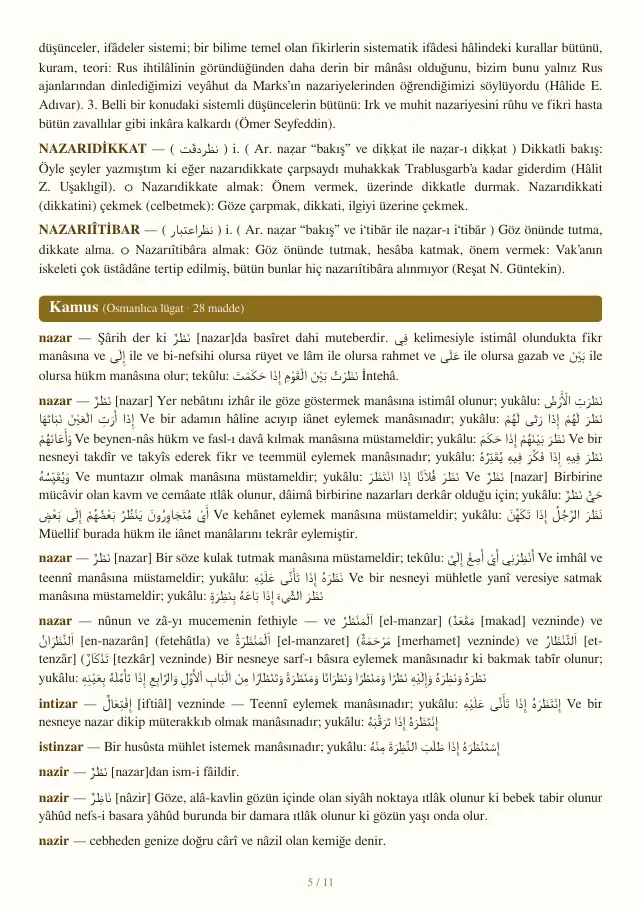 düşünceler, ifâdeler sistemi; bir bilime temel olan fikirlerin sistematik ifâdesi hâlindeki kurallar bütünü,
kuram, teori: Rus ihtilâlinin göründüğünden daha derin bir mânâsı olduğunu, bizim bunu yalnız Rus
ajanlarından dinlediğimizi veyâhut da Marks’ın nazariyelerinden öğrendiğimizi söylüyordu (Hâlide E.
Adıvar). 3. Belli bir konudaki sistemli düşüncelerin bütünü: Irk ve muhit nazariyesini rûhu ve fikri hasta
bütün zavallılar gibi inkâra kalkardı (Ömer Seyfeddin).
NAZARIDİKKAT — ( نظردقّت ) i. ( Ar. naẓar “bakış” ve diḳḳat ile naẓar-ı diḳḳat ) Dikkatli bakış:
Öyle şeyler yazmıştım ki eğer nazarıdikkate çarpsaydı muhakkak Trablusgarb’a kadar giderdim (Hâlit
Z. Uşaklıgil). ѻ Nazarıdikkate almak: Önem vermek, üzerinde dikkatle durmak. Nazarıdikkati
(dikkatini) çekmek (celbetmek): Göze çarpmak, dikkati, ilgiyi üzerine çekmek.
NAZARIÎTİBAR — ( نظراعتبار ) i. ( Ar. naẓar “bakış” ve i‘tibār ile naẓar-ı i‘tibār ) Göz önünde tutma,
dikkate alma. ѻ Nazarıîtibâra almak: Göz önünde tutmak, hesâba katmak, önem vermek: Vak’anın
iskeleti çok üstâdâne tertip edilmiş, bütün bunlar hiç nazarıîtibâra alınmıyor (Reşat N. Güntekin).
Kamus (Osmanlıca lügat · 28 madde)
nazar — Şârih der ki نَظَرٌ [nazar]da basîret dahi muteberdir. فِي kelimesiyle istimâl olundukta fikr
manâsına ve إِلَى ile ve bi-nefsihi olursa rüyet ve lâm ile olursa rahmet ve عَلَى ile olursa gazab ve بَيْنَ ile
olursa hükm manâsına olur; tekûlu: نَظَرْتُ بَيْنَ الْقَوْمِ إِذَا حَكَمْتَ İntehâ.
nazar — نَظَرٌ [nazar] Yer nebâtını izhâr ile göze göstermek manâsına istimâl olunur; yukâlu: نَظَرَتِ الْأَرْضُ
إِذَا أَرَتِ الْعَيْنَ نَبَاتَهَا Ve bir adamın hâline acıyıp iânet eylemek manâsınadır; yukâlu: نَظَرَ لَهُمْ إِذَا رَثَى لَهُمْ
وَأَعَانَهُمْ Ve beynen-nâs hükm ve fasl-ı davâ kılmak manâsına müstameldir; yukâlu: نَظَرَ بَيْنَهُمْ إِذَا حَكَمَ Ve bir
nesneyi takdîr ve takyîs ederek fikr ve teemmül eylemek manâsınadır; yukâlu: نَظَرَ فِيهِ إِذَا فَكَّرَ فِيهِ يُقَدِّرُهُ
وَيُقَيِّسُهُ Ve muntazır olmak manâsına müstameldir; yukâlu: نَظَرَ فُلَانًا إِذَا انْتَظَرَ Ve نَظَرٌ [nazar] Birbirine
mücâvir olan kavm ve cemâate ıtlâk olunur, dâimâ birbirine nazarları derkâr olduğu için; yukâlu: حَيٌّ نَظَرٌ
أَيْ مُتَجَاوِرُونَ يَنْظُرُ بَعْضُهُمْ إِلَى بَعْضٍ Ve kehânet eylemek manâsına müstameldir; yukâlu: نَظَرَ الرَّجُلُ إِذَا تَكَهَّنَ
Müellif burada hükm ile iânet manâlarını tekrâr eylemiştir.
nazar — نَظَرٌ [nazar] Bir söze kulak tutmak manâsına müstameldir; tekûlu: أُنْظُرْنِي أَيْ أَصِغْ إِلَيَّ Ve imhâl ve
teennî manâsına müstameldir; yukâlu: نَظَرَهُ إِذَا تَأَنَّى عَلَيْهِ Ve bir nesneyi mühletle yanî veresiye satmak
manâsına müstameldir; yukâlu: نَظَرَ الشَّيْءَ إِذَا بَاعَهُ بِنَظِرَةٍ
nazar — nûnun ve zâ-yı mucemenin fethiyle — ve اَلْمَنْظَرُ [el-manzar] (مَقْعَدٌ [makad] vezninde) ve
اَلنَّظَرَانُ [en-nazarân] (fetehâtla) ve اَلْمَنْظَرَةُ [el-manzaret] (مَرْحَمَةٌ [merhamet] vezninde) ve اَلتَّنْظَارُ [et-
tenzâr] (تَذْكَارٌ [tezkâr] vezninde) Bir nesneye sarf-ı bâsıra eylemek manâsınadır ki bakmak tabîr olunur;
yukâlu: نَظَرَهُ وَنَظِرَهُ وَإِلَيْهِ نَظَرًا وَمَنْظَرًا وَنَظَرَانًا وَمَنْظَرَةً وَتَنْظَارًا مِنَ الْبَابِ الْأَوَّلِ وَالرَّابِعِ إِذَا تَأَمَّلَهُ بِعَيْنِهِ
intizar — إِفْتِعَالٌ [iftiâl] vezninde — Teennî eylemek manâsınadır; yukâlu: إِنْتَظَرَهُ إِذَا تَأَنَّى عَلَيْهِ Ve bir
nesneye nazar dikip müterakkıb olmak manâsınadır; yukâlu: إِنْتَظَرَهُ إِذَا تَرَقَّبَهُ
istinzar — Bir husûsta mühlet istemek manâsınadır; yukâlu: إِسْتَنْظَرَهُ إِذَا طَلَبَ النَّظِرَةَ مِنْهُ
nazir — نَظَرٌ [nazar]dan ism-i fâildir.
nazir — نَاظِرٌ [nâzir] Göze, alâ-kavlin gözün içinde olan siyâh noktaya ıtlâk olunur ki bebek tabir olunur
yâhûd nefs-i basara yâhûd burunda bir damara ıtlâk olunur ki gözün yaşı onda olur.
nazir — cebheden genize doğru cârî ve nâzil olan kemiğe denir.
5 / 11